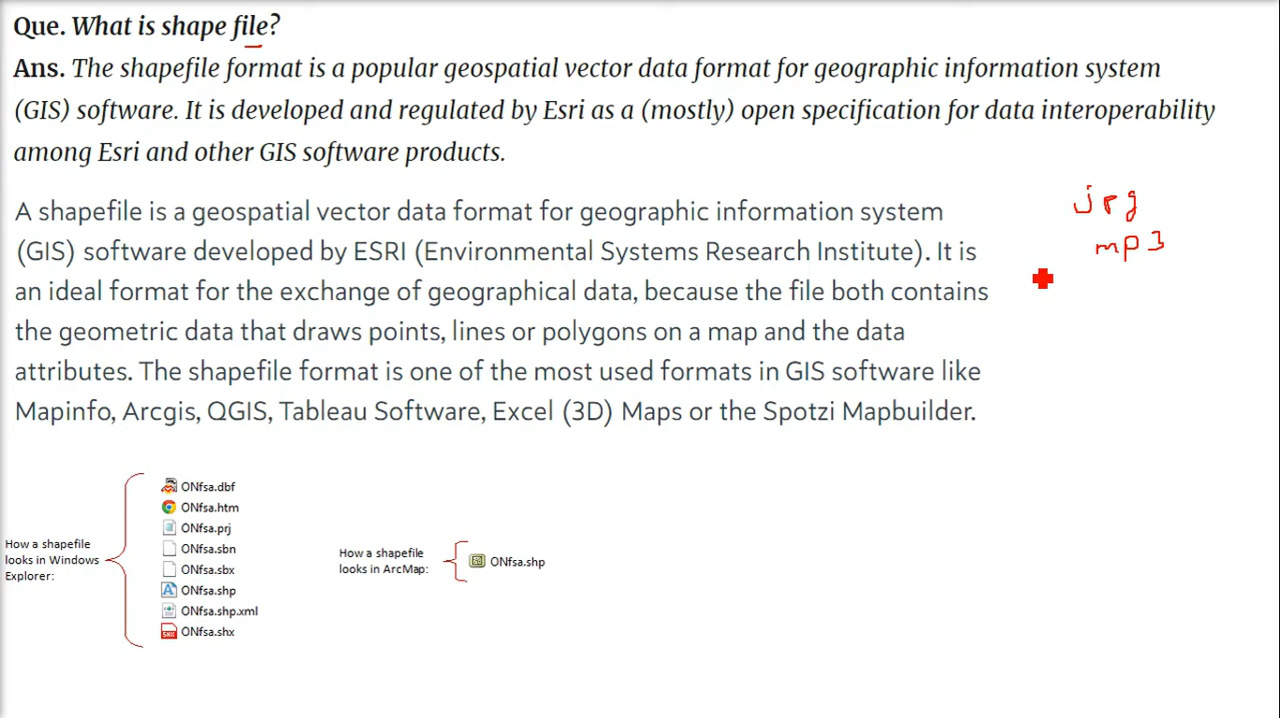 Que. What is shape file?
Ans. The shapefile format is a popular geospatial vector data format for geographic information system
(GIS) software. It is developed and regulated by Esri as a (mostly) open specification for data interoperability
among Esri and other GIS software products.
A shapefile is a geospatial vector data format for geographic information system
(GIS) software developed by ESRI (Environmental Systems Research Institute). It is
an ideal format for the exchange of geographical data, because the file both contains
the geometric data that draws points, lines or polygons on a map and the data
attributes. The shapefile format is one of the most used formats in GIS software like
Mapinfo, Arcgis, QGIS, Tableau Software, Excel (3D) Maps or the Spotzi Mapbuilder.
jpg
mp3
How a shapefile
looks in Windows
Explorer:
ONfsa.dbf
ONfsa.htm
ONfsa.prj
ONfsa.sbn
ONfsa.sbx
ONfsa.shp
ONfsa.shp.xml
ONfsa.shx
How a shapefile
looks in ArcMap:
ONfsa.shp